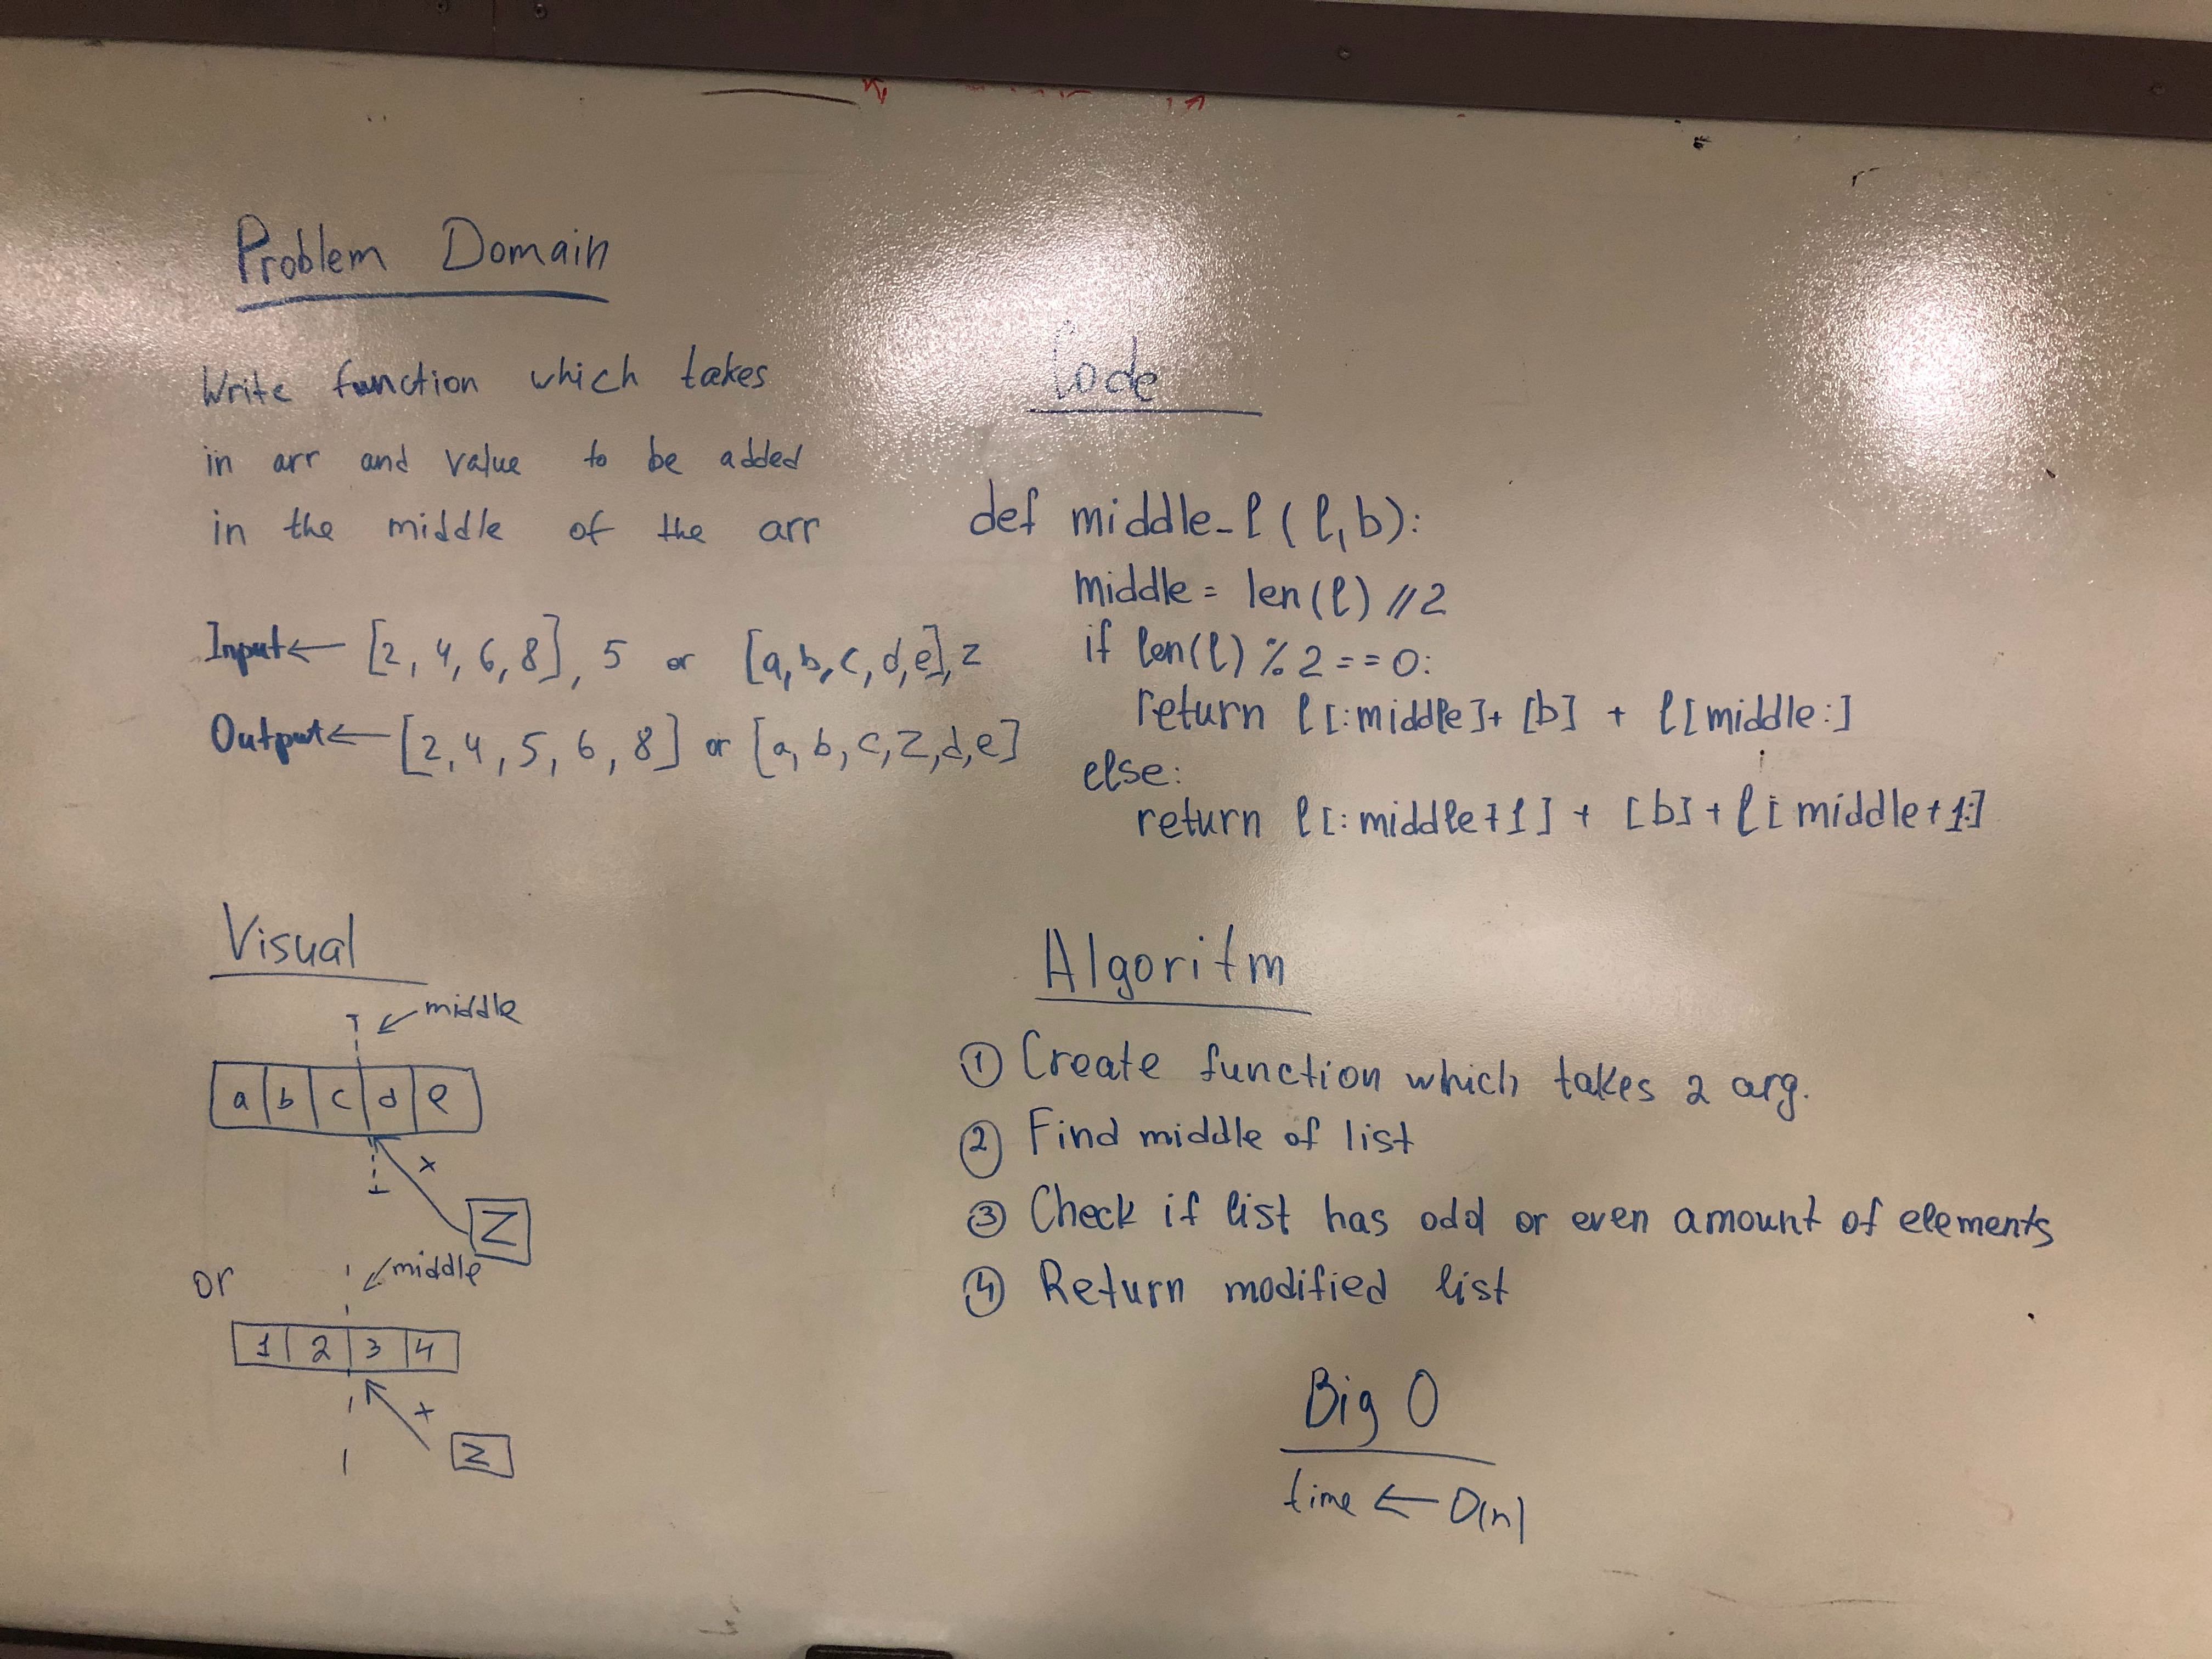 Problem Domain
Write function which takes
in arr and value to be added
in the middle of the arr
Input ← [2, 4, 6, 8], 5 or [a, b, c, d, e], z
Output ← [2, 4, 5, 6, 8] or [a, b, c, z, d, e]
Code
def middle_l(l, b):
middle = len(l) //2
if len(l) % 2 == 0:
return l[:middle] + [b] + l[middle:]
else:
return l[:middle+1] + [b] + l[middle+1:]
Visual
middle
a b c d e
+
Z
or
middle
1 2 3 4
+
Z
Algoritm
① Create function which takes 2 arg.
② Find middle of list
③ Check if list has odd or even amount of elements
④ Return modified list
Big O
time ← O(n)